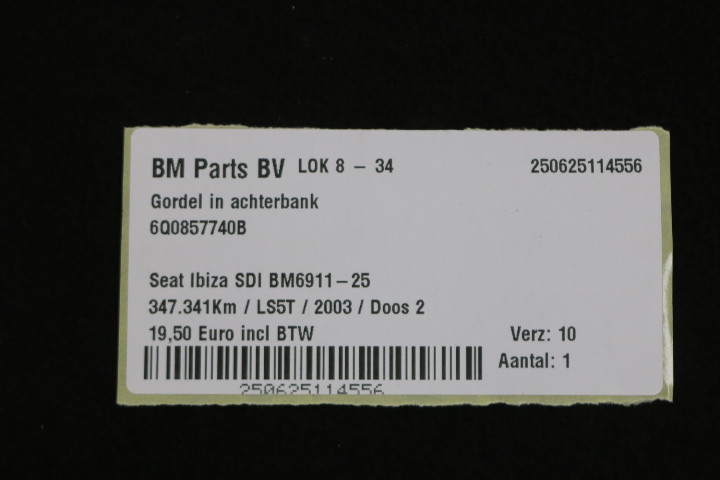 BM Parts BV LOK 8 - 34 250625114556
Gordel in achterbank
6Q0857740B
Seat Ibiza SDI BM6911-25
347.341Km / LS5T / 2003 / Doos 2
19,50 Euro incl BTW Verz: 10
Aantal: 1
250625114556